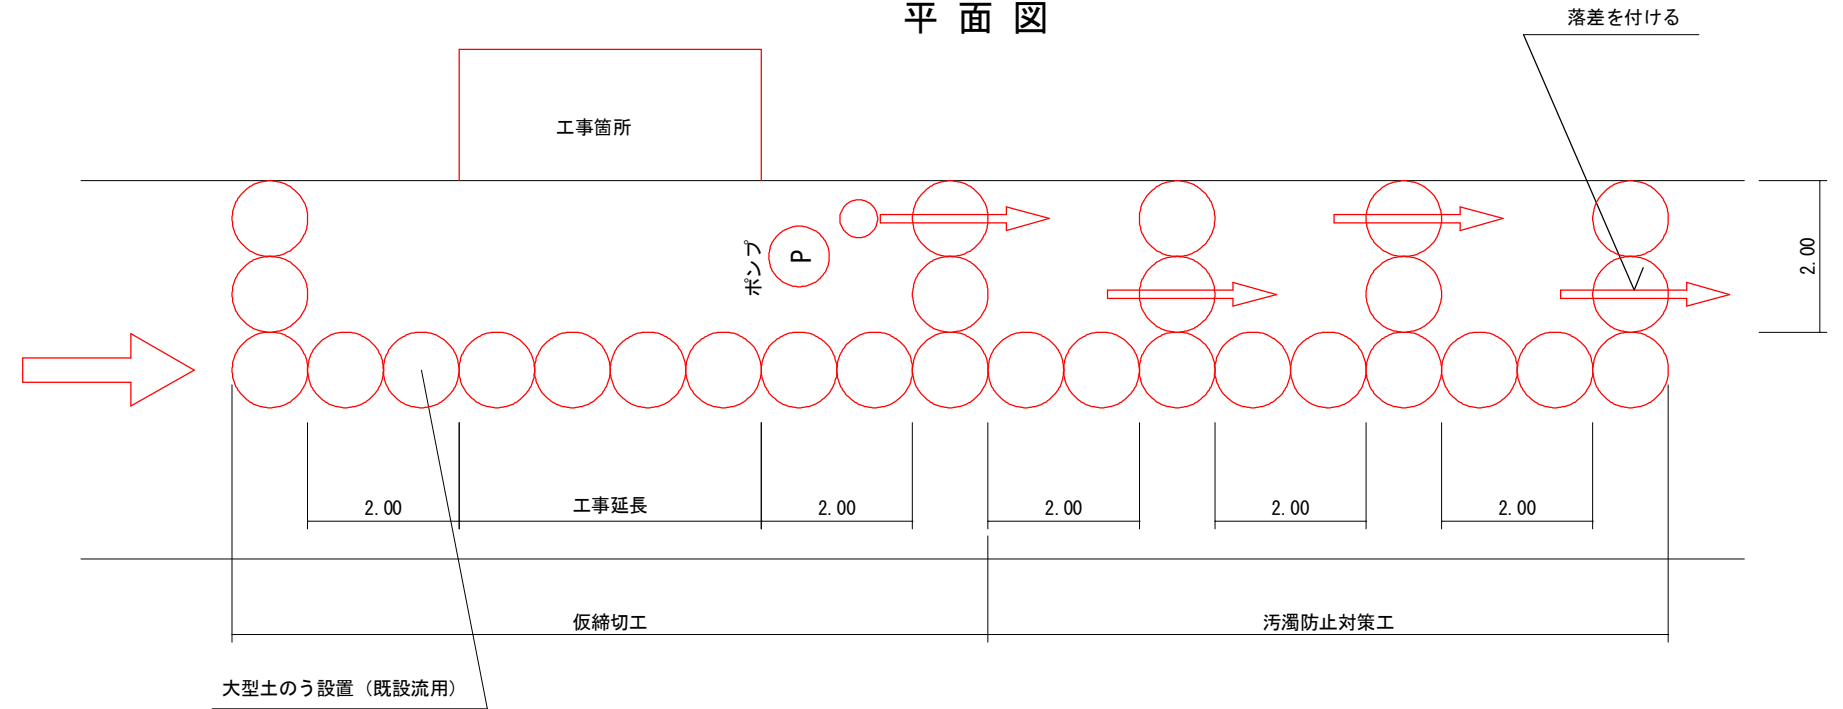 平面図
落差を付ける
工事箇所
ポンプ
P
2.00
2.00
工事延長
2.00
2.00
2.00
2.00
仮締切工
汚濁防止対策工
大型土のう設置（既設流用）